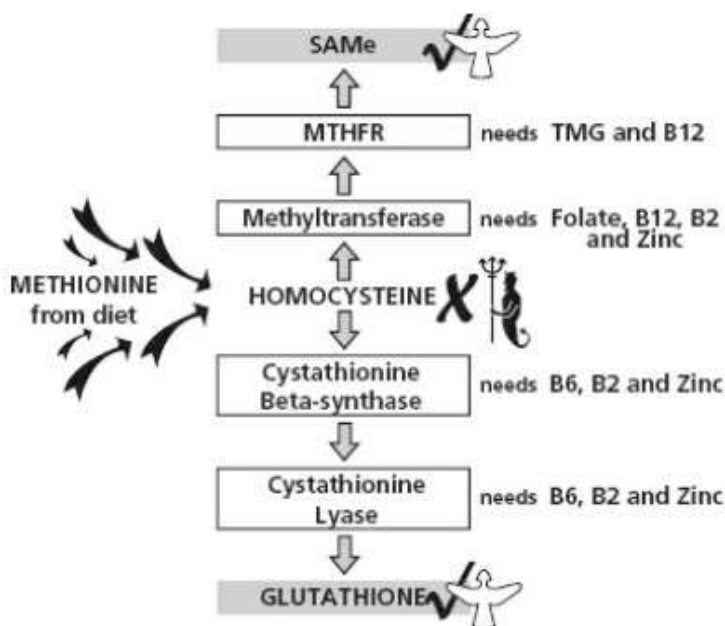 SAMe
MTHFR needs TMG and B12
Methyltransferase needs Folate, B12, B2
and Zinc
METHIONINE
from diet
HOMOCYSTEINE
Cystathionine
Beta-synthase
needs B6, B2 and Zinc
Cystathionine
Lyase
needs B6, B2 and Zinc
GLUTATHIONE